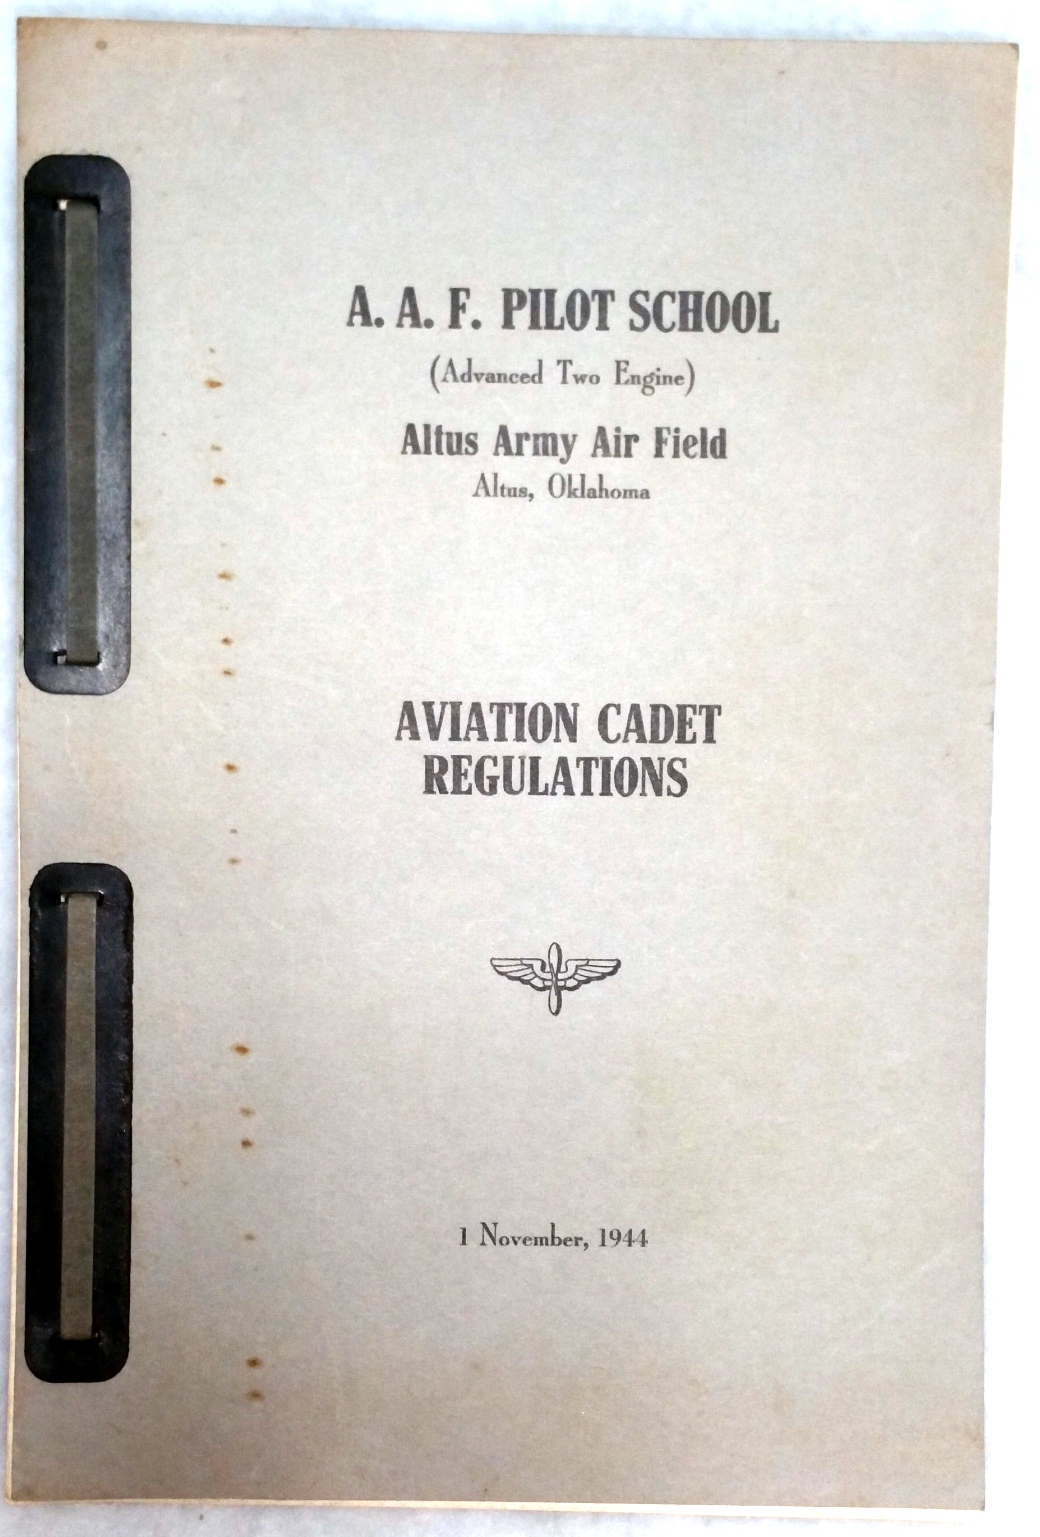 A. A. F. PILOT SCHOOL
(Advanced Two Engine)
Altus Army Air Field
Altus, Oklahoma
AVIATION CADET
REGULATIONS
1 November, 1944